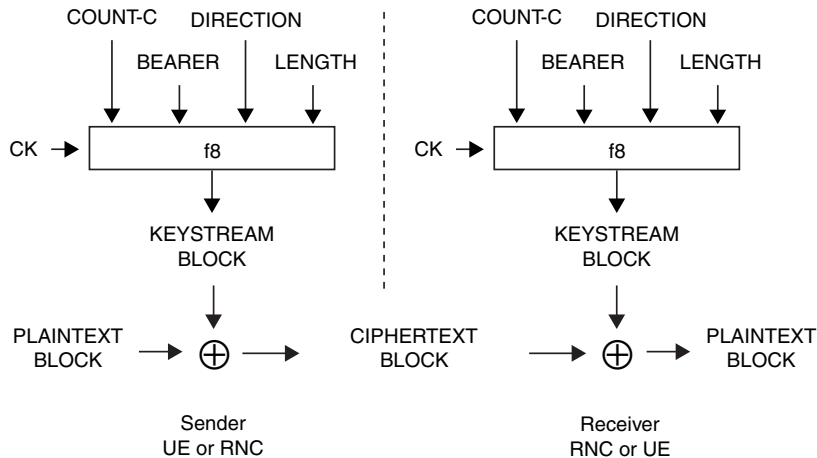 COUNT-C DIRECTION
BEARER LENGTH
CK f8
KEYSTREAM
BLOCK
PLAINTEXT
BLOCK
Sender
UE or RNC
CIPHERTEXT
BLOCK
COUNT-C DIRECTION
BEARER LENGTH
CK f8
KEYSTREAM
BLOCK
PLAINTEXT
BLOCK
Receiver
RNC or UE